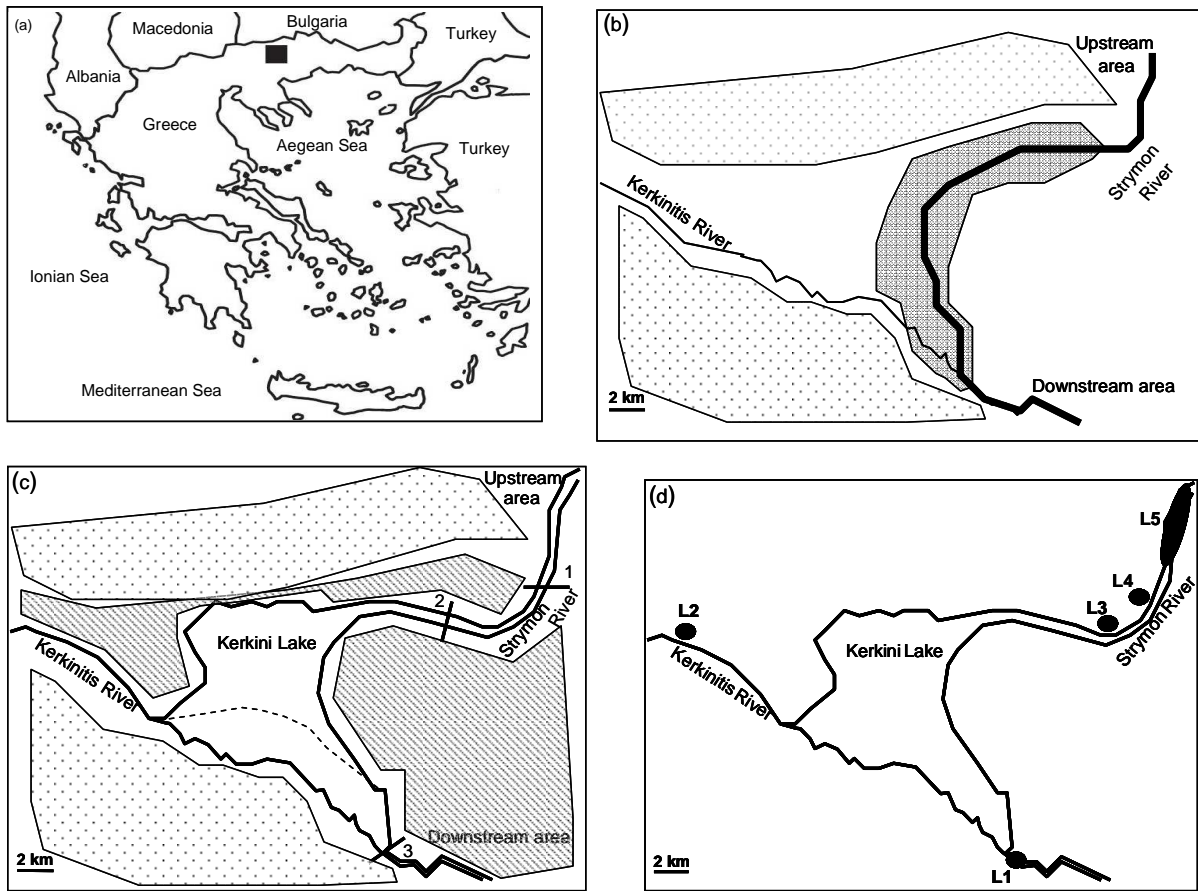 (a)
Macedonia
Bulgaria
Turkey
Albania
Greece
Aegean Sea
Turkey
Ionian Sea
Mediterranean Sea
(b)
Upstream
area
Strymon
River
Kerkinitis River
Downstream area
2 km
(c)
Upstream
area
1
2
Strymon
River
Kerkini Lake
Kerkinitis River
Downstream area
3
2 km
(d)
L5
L4
L3
L2
Strymon River
Kerkini Lake
Kerkinitis River
L1
2 km